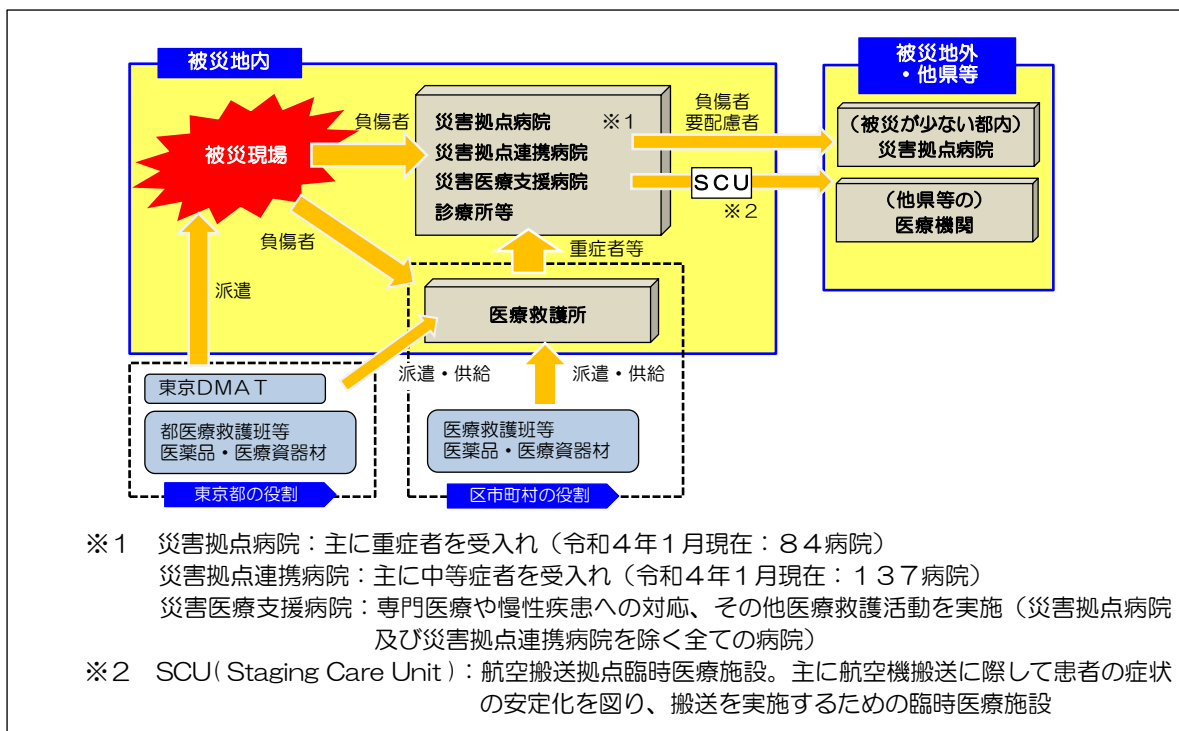 被災地内
被災地外
・他県等
被災現場
負傷者
災害拠点病院 ※1
災害拠点連携病院
災害医療支援病院
診療所等
負傷者
要配慮者
SCU
※2
(被災が少ない都内)
災害拠点病院
(他県等の)
医療機関
負傷者
重症者等
派遣
医療救護所
派遣・供給
派遣・供給
東京DMAT
都医療救護班等
医薬品・医療資器材
医療救護班等
医薬品・医療資器材
東京都の役割
区市町村の役割
※1 災害拠点病院:主に重症者を受入れ(令和4年1月現在:84病院)
災害拠点連携病院:主に中等症者を受入れ(令和4年1月現在:137病院)
災害医療支援病院:専門医療や慢性疾患への対応、その他医療救護活動を実施(災害拠点病院
及び災害拠点連携病院を除く全ての病院)
※2 SCU(Staging Care Unit):航空搬送拠点臨時医療施設。主に航空機搬送に際して患者の症状
の安定化を図り、搬送を実施するための臨時医療施設